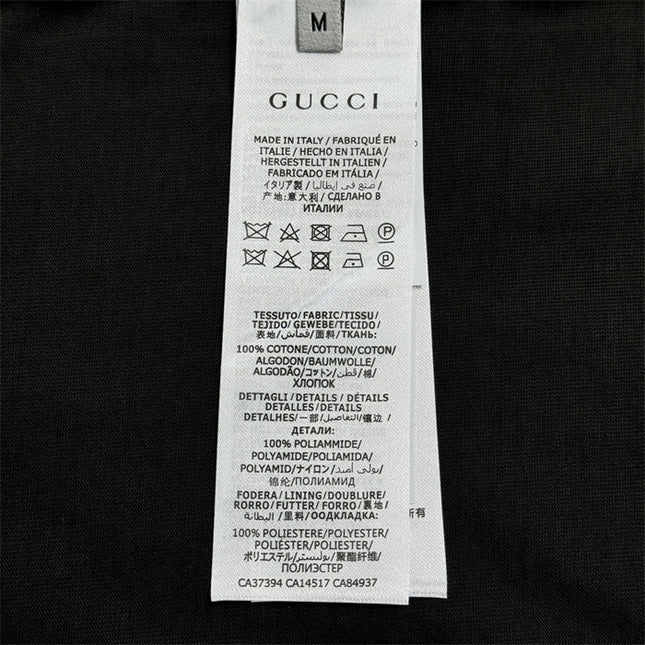 M
GUCCI
MADE IN ITALY / FABRIQUÉ EN
ITALIE / HECHO EN ITALIA /
HERGESTELLT IN ITALIEN /
FABRICADO EM ITÁLIA /
イタリア製 / صنع في إيطاليا /
产地:意大利 / СДЕЛАНО В
ИТАЛИИ
TESSUTO/FABRIC/TISSU/
TEJIDO/GEWEBE/TECIDO/
表地/قماش/面料/ТКАНЬ:
100% COTONE/COTTON/COTON/
ALGODON/BAUMWOLLE/
ALGODÃO/コットン/قطن/棉/
ХЛОПОК
DETTAGLI/DETAILS / DÉTAILS
DETALLES/DETAILS
DETALHES/一部/التفاصيل/镶边/
ДЕТАЛИ:
100% POLIAMMIDE/
POLYAMIDE/POLIAMIDA/
POLYAMID/ナイロン/بولي أميد/
锦纶/ПОЛИАМИД
FODERA/LINING/DOUBLURE/
RORRO/FUTTER/FORRO/裏地/
البطانة/里料/ООДКЛАДКА:
100% POLIESTERE/POLYESTER/
POLIÉSTER/POLIESTER/
ポリエステル/بوليستر/聚酯纤维/
ПОЛИЭСТЕР
CA37394 CA14517 CA84937
所有